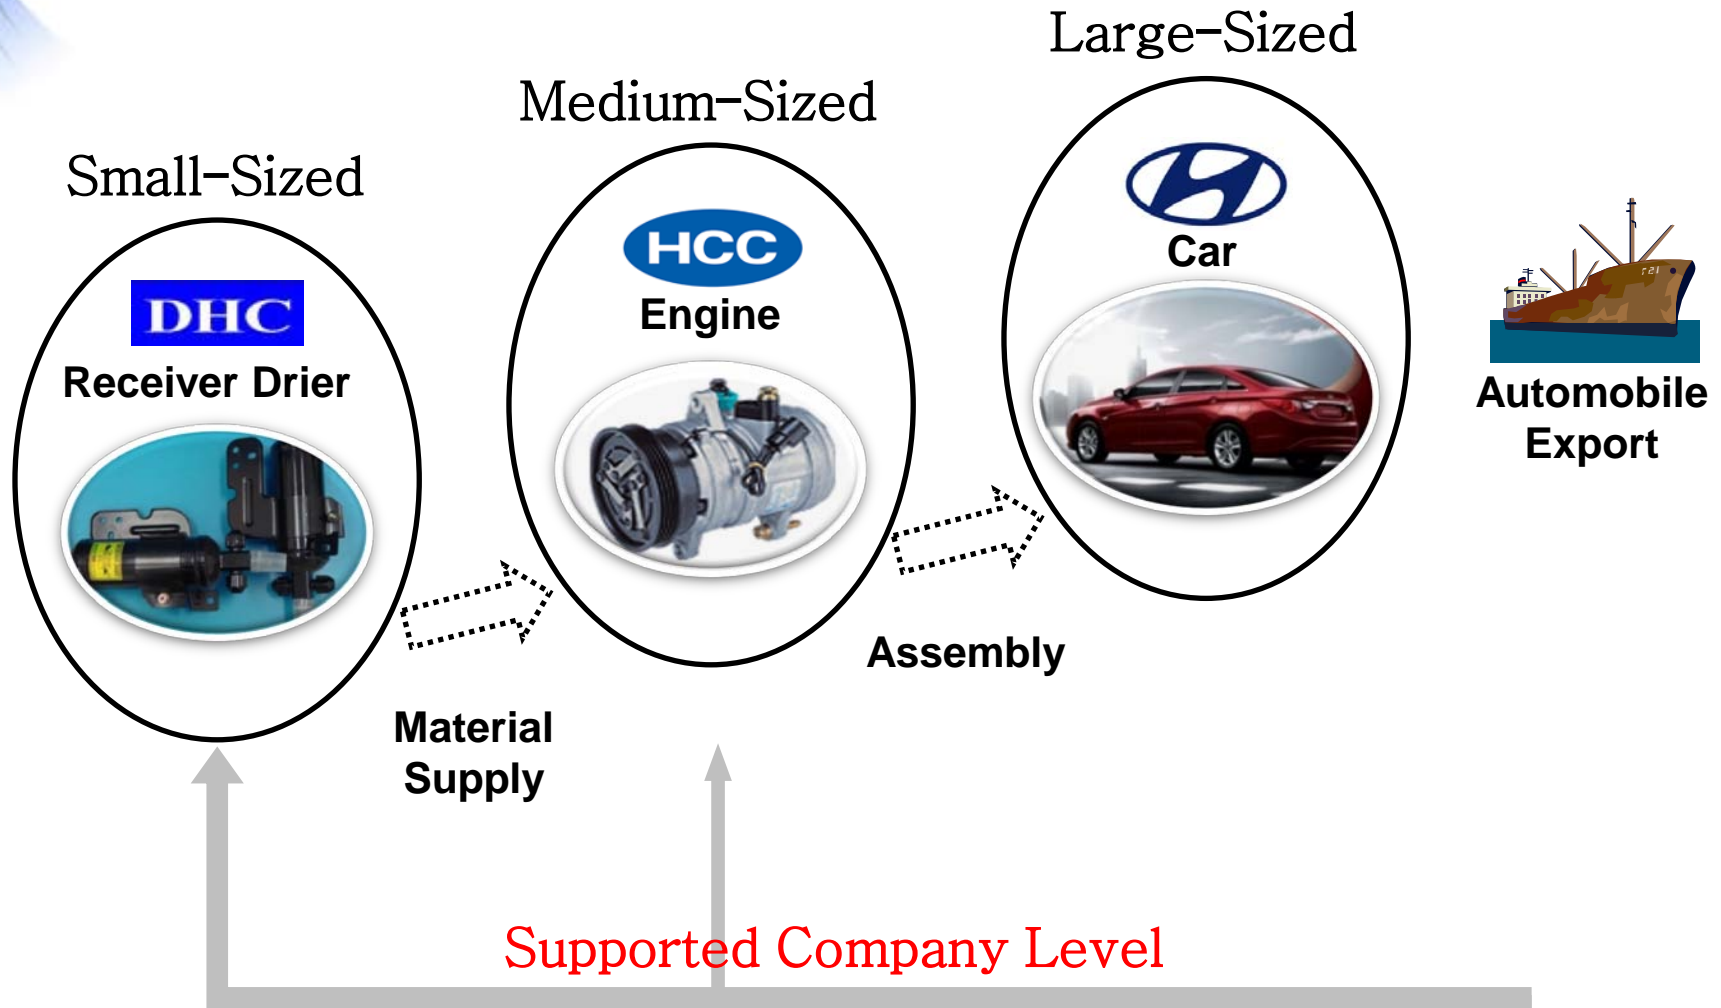 Large-Sized
Medium-Sized
Small-Sized
HCC
Car
Engine
DHC
Receiver Drier
Automobile
Export
Assembly
Material
Supply
Supported Company Level